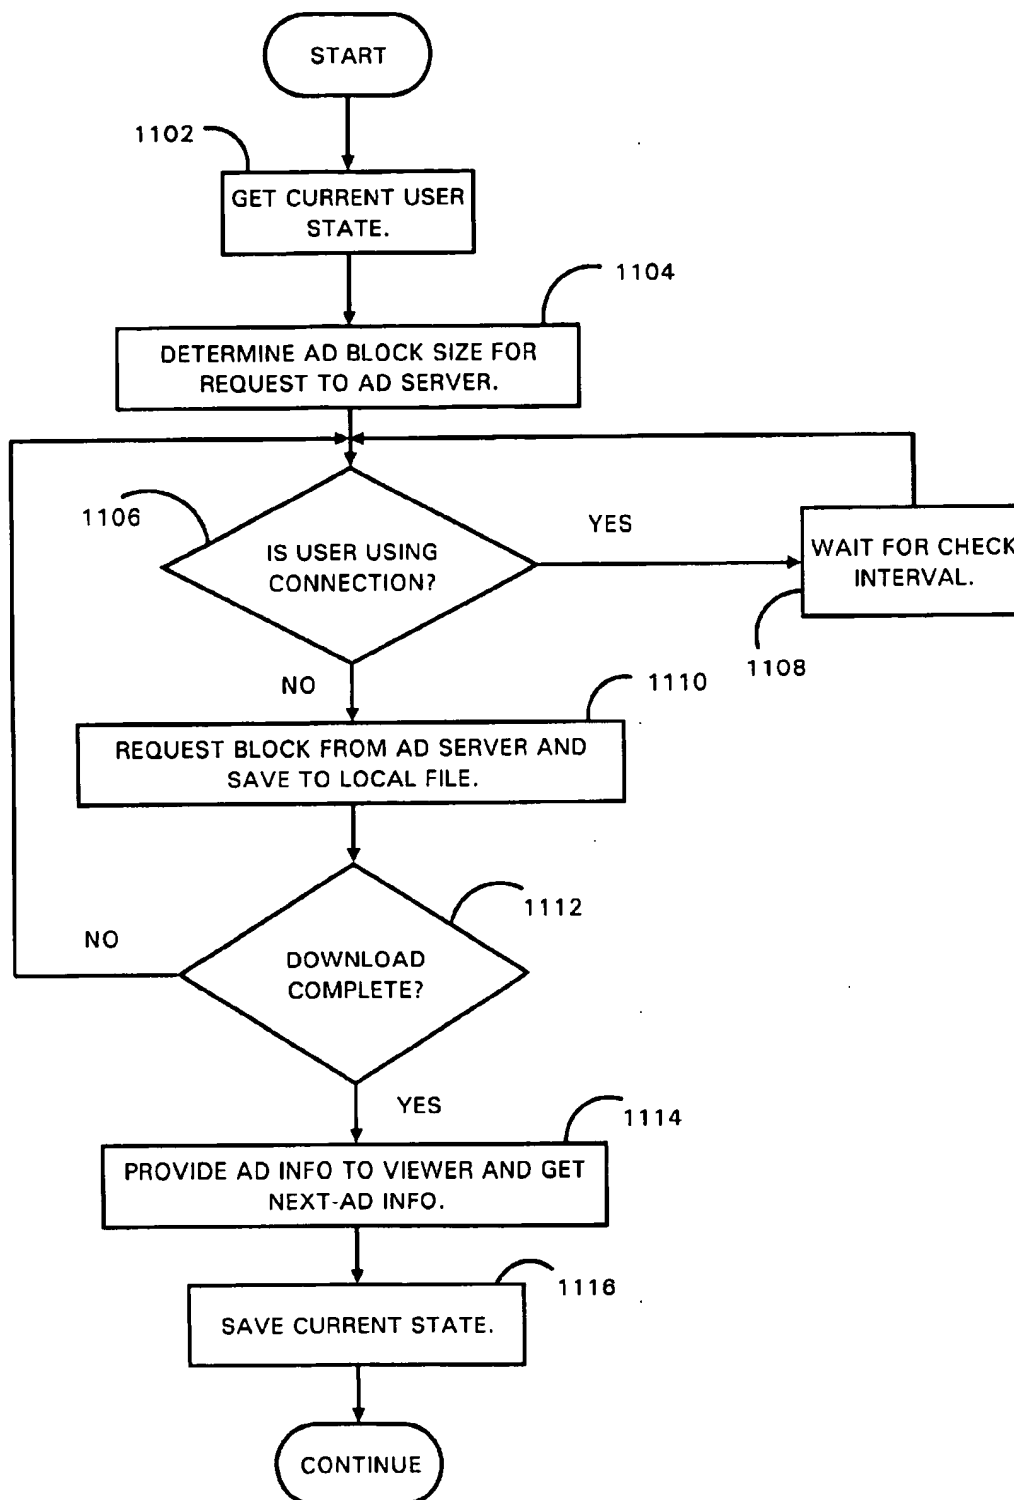 START
1102
GET CURRENT USER
STATE.
1104
DETERMINE AD BLOCK SIZE FOR
REQUEST TO AD SERVER.
1106
IS USER USING
CONNECTION?
YES
WAIT FOR CHECK
INTERVAL.
1108
NO
1110
REQUEST BLOCK FROM AD SERVER AND
SAVE TO LOCAL FILE.
1112
NO
DOWNLOAD
COMPLETE?
YES
1114
PROVIDE AD INFO TO VIEWER AND GET
NEXT-AD INFO.
1116
SAVE CURRENT STATE.
CONTINUE